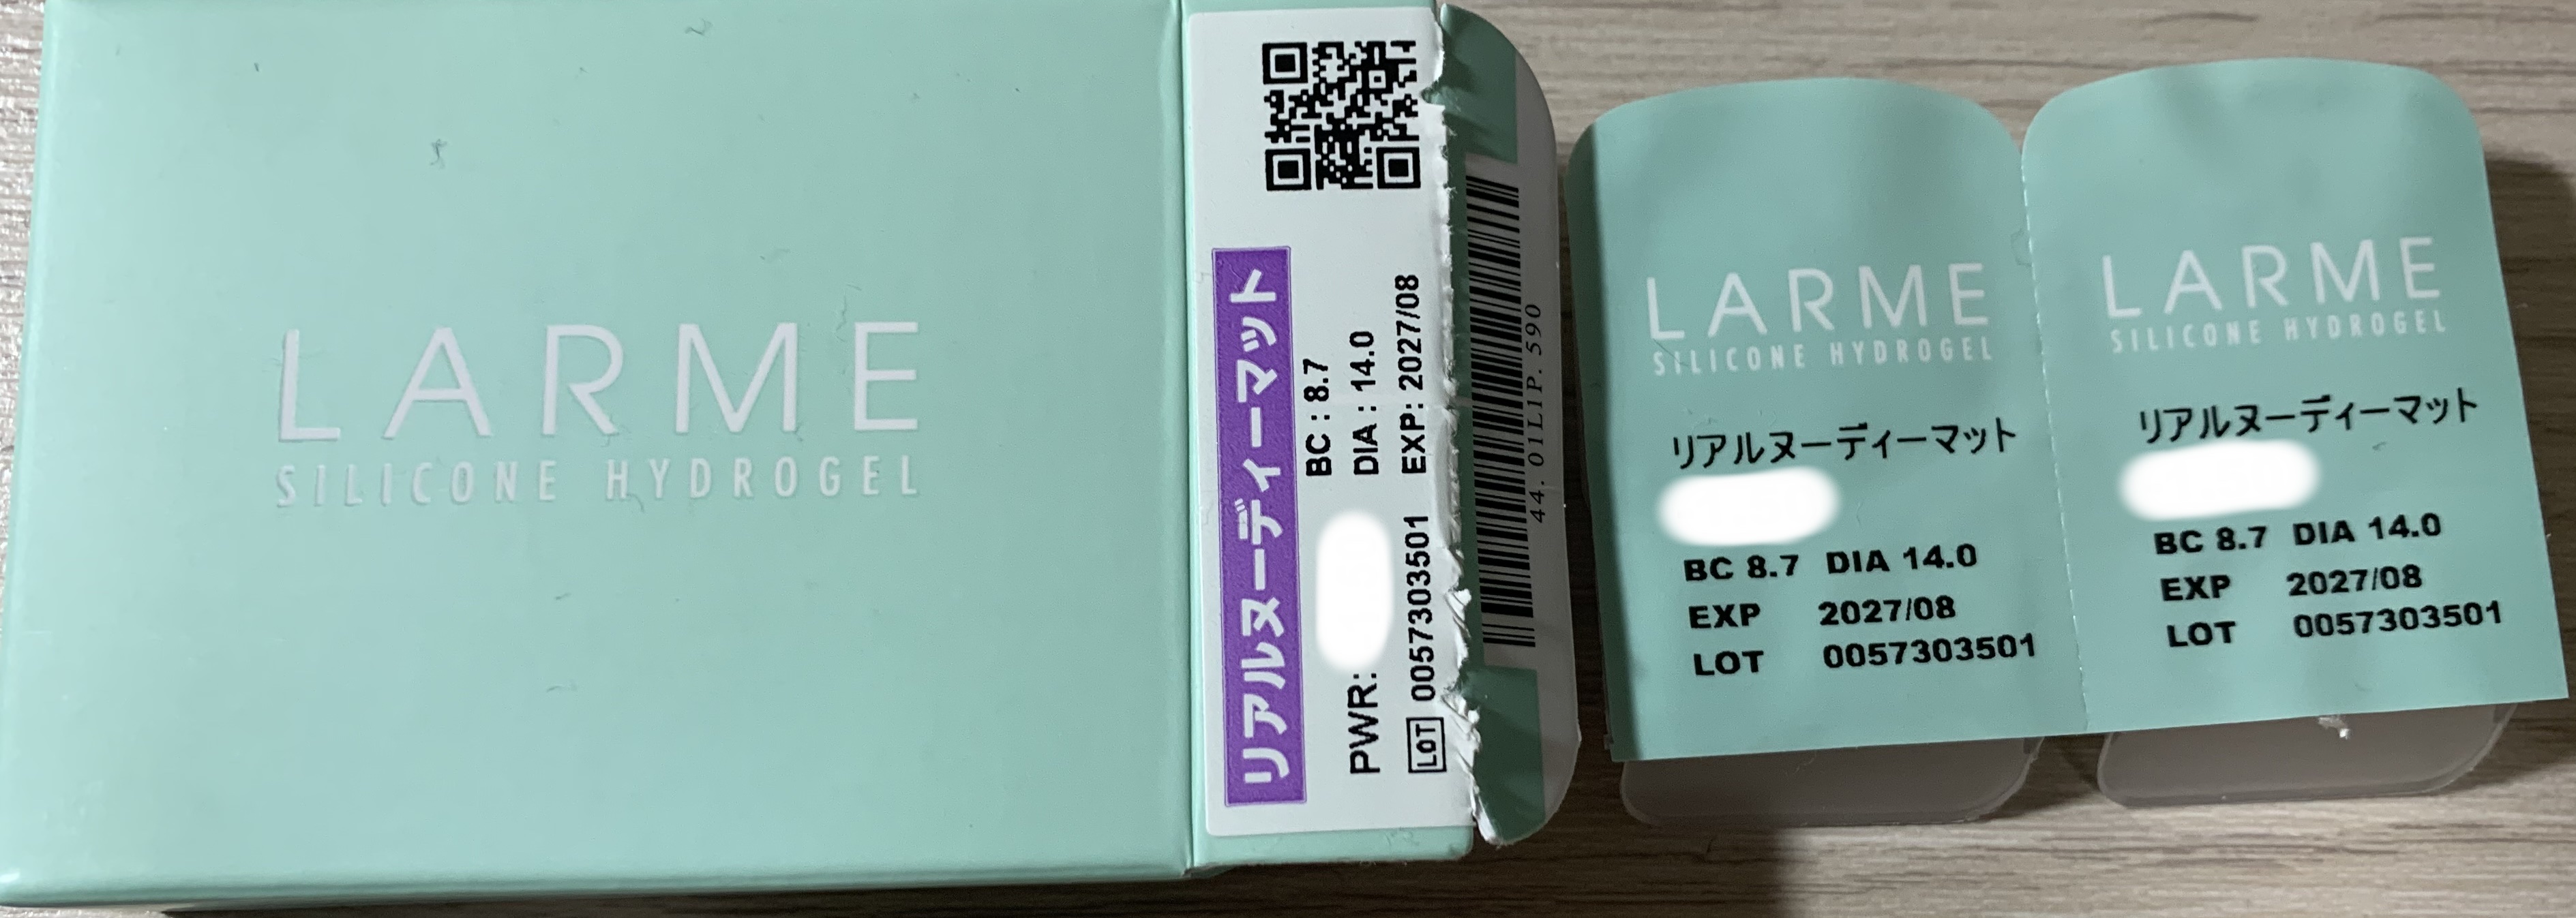 LARME
SILICONE HYDROGEL
リアルヌーディーマット
BC : 8.7
PWR: DIA : 14.0
LOT 0057303501 EXP: 2027/08
44. 01L1P. 590
LARME
SILICONE HYDROGEL
リアルヌーディーマット
BC 8.7 DIA 14.0
EXP 2027/08
LOT 0057303501
LARME
SILICONE HYDROGEL
リアルヌーディーマット
BC 8.7 DIA 14.0
EXP 2027/08
LOT 0057303501